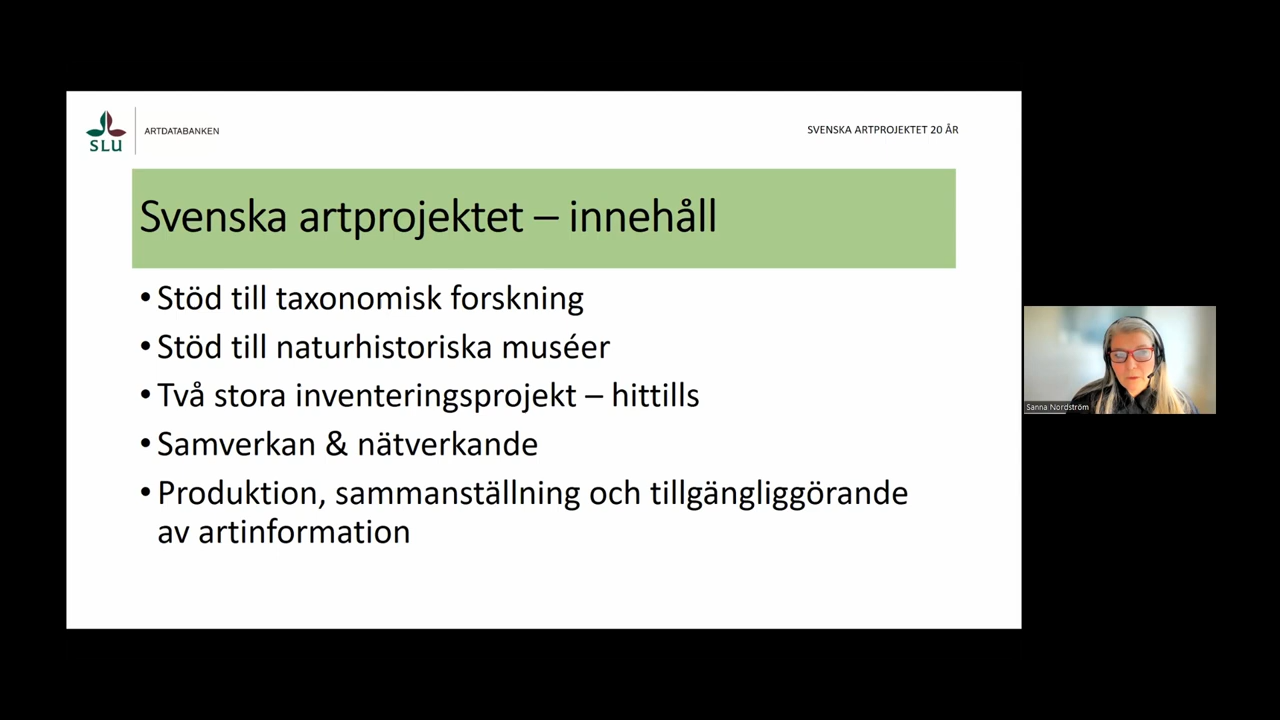 SLU
ARTDATABANKEN
SVENSKA ARTPROJEKTET 20 ÅR
Svenska artprojektet – innehåll
• Stöd till taxonomisk forskning
• Stöd till naturhistoriska muséer
• Två stora inventeringsprojekt – hittills
• Samverkan & nätverkande
• Produktion, sammanställning och tillgängliggörande
av artinformation
Sanna Nordström